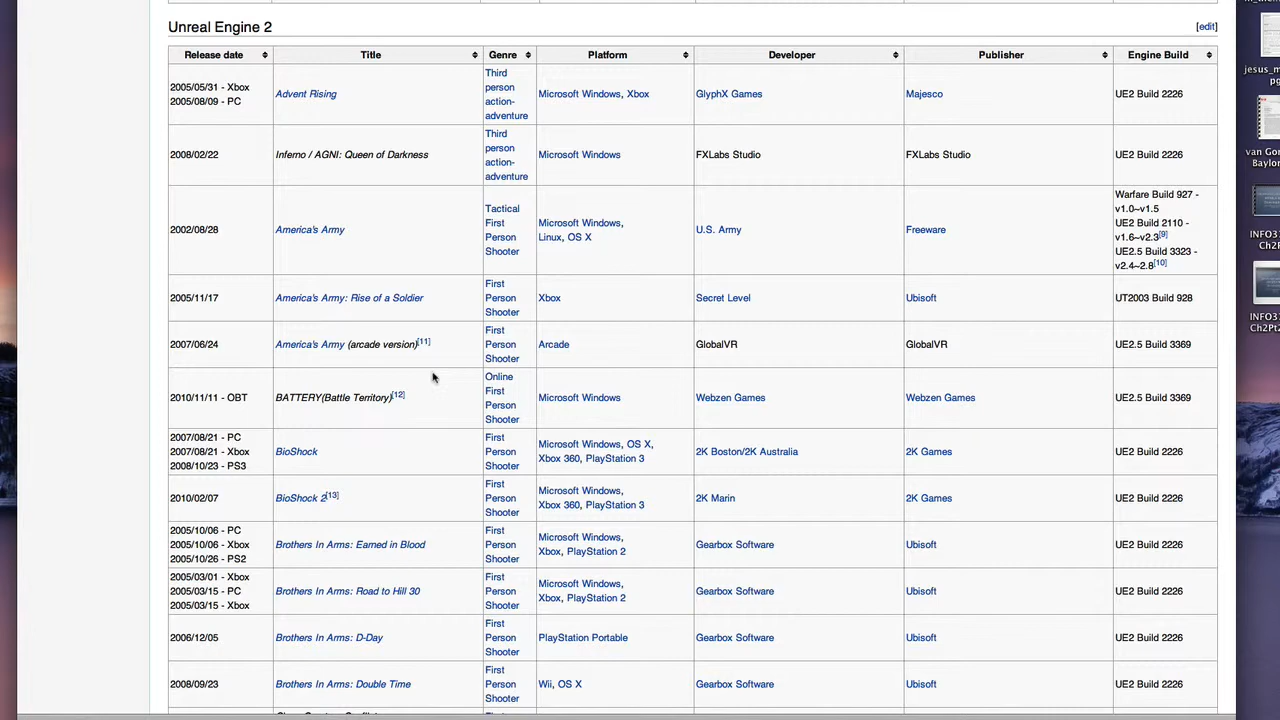 Unreal Engine 2
[edit]
Release date Title Genre Platform Developer Publisher Engine Build
2005/05/31 - Xbox
2005/08/09 - PC
Advent Rising
Third
person
action-
adventure
Microsoft Windows, Xbox
GlyphX Games
Majesco
UE2 Build 2226
2008/02/22
Inferno / AGNI: Queen of Darkness
Third
person
action-
adventure
Microsoft Windows
FXLabs Studio
FXLabs Studio
UE2 Build 2226
2002/08/28
America's Army
Tactical
First
Person
Shooter
Microsoft Windows,
Linux, OS X
U.S. Army
Freeware
Warfare Build 927 -
v1.0~v1.5
UE2 Build 2110 -
v1.6~v2.3[9]
UE2.5 Build 3323 -
v2.4~2.8[10]
2005/11/17
America's Army: Rise of a Soldier
First
Person
Shooter
Xbox
Secret Level
Ubisoft
UT2003 Build 928
2007/06/24
America's Army (arcade version)[11]
First
Person
Shooter
Arcade
GlobalVR
GlobalVR
UE2.5 Build 3369
2010/11/11 - OBT
BATTERY(Battle Territory)[12]
Online
First
Person
Shooter
Microsoft Windows
Webzen Games
Webzen Games
UE2.5 Build 3369
2007/08/21 - PC
2007/08/21 - Xbox
2008/10/23 - PS3
BioShock
First
Person
Shooter
Microsoft Windows, OS X,
Xbox 360, PlayStation 3
2K Boston/2K Australia
2K Games
UE2 Build 2226
2010/02/07
BioShock 2[13]
First
Person
Shooter
Microsoft Windows,
Xbox 360, PlayStation 3
2K Marin
2K Games
UE2 Build 2226
2005/10/06 - PC
2005/10/06 - Xbox
2005/10/26 - PS2
Brothers In Arms: Earned in Blood
First
Person
Shooter
Microsoft Windows,
Xbox, PlayStation 2
Gearbox Software
Ubisoft
UE2 Build 2226
2005/03/01 - Xbox
2005/03/15 - PC
2005/03/15 - Xbox
Brothers In Arms: Road to Hill 30
First
Person
Shooter
Microsoft Windows,
Xbox, PlayStation 2
Gearbox Software
Ubisoft
UE2 Build 2226
2006/12/05
Brothers In Arms: D-Day
First
Person
Shooter
PlayStation Portable
Gearbox Software
Ubisoft
UE2 Build 2226
2008/09/23
Brothers In Arms: Double Time
First
Person
Shooter
Wii, OS X
Gearbox Software
Ubisoft
UE2 Build 2226
jesus_m
pg
van Gor
Baylor
INFO31
Ch2P
INFO31
Ch2Pt2